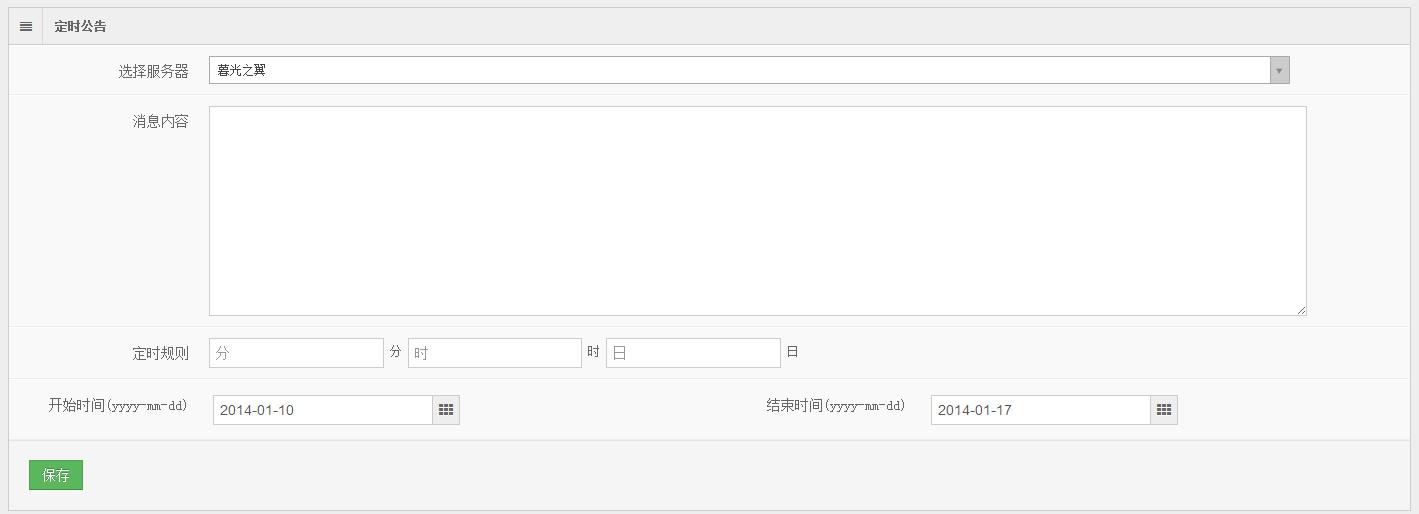 定时公告
选择服务器 暮光之翼
消息内容
定时规则 分 分 时 时 日 日
开始时间(yyyy-mm-dd) 2014-01-10 结束时间(yyyy-mm-dd) 2014-01-17
保存